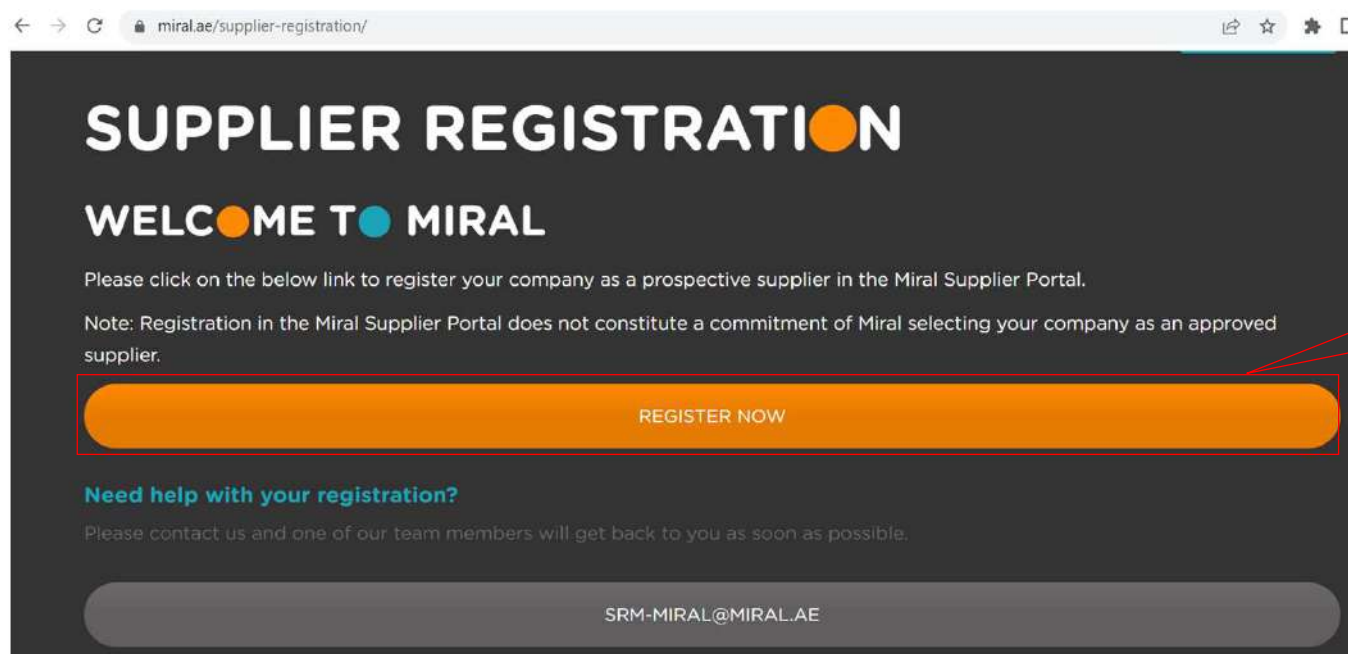 miral.ae/supplier-registration/
SUPPLIER REGISTRATION
WELCOME TO MIRAL
Please click on the below link to register your company as a prospective supplier in the Miral Supplier Portal.
Note: Registration in the Miral Supplier Portal does not constitute a commitment of Miral selecting your company as an approved
supplier.
REGISTER NOW
Need help with your registration?
Please contact us and one of our team members will get back to you as soon as possible.
SRM-MIRAL@MIRAL.AE